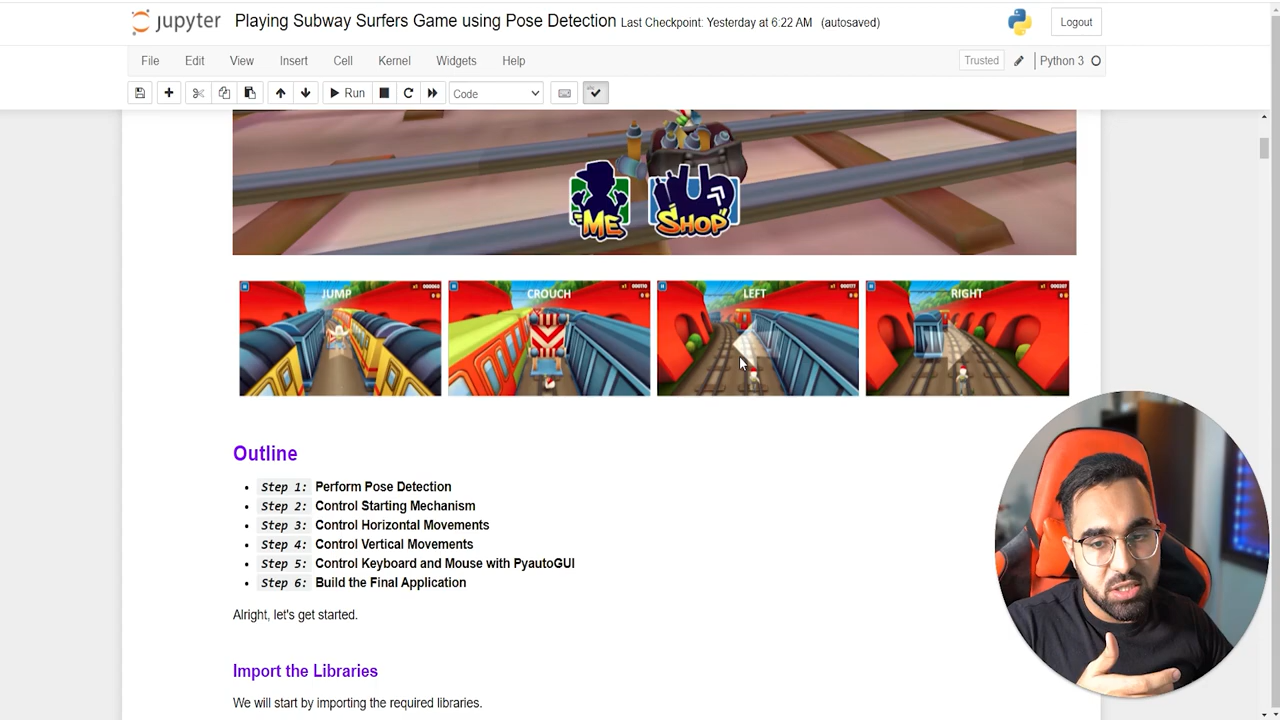 jupyter Playing Subway Surfers Game using Pose Detection Last Checkpoint: Yesterday at 6:22 AM (autosaved) Logout
File Edit View Insert Cell Kernel Widgets Help Trusted Python 3
Run Code
ME SHOP
JUMP CROUCH LEFT RIGHT
Outline
Step 1: Perform Pose Detection
Step 2: Control Starting Mechanism
Step 3: Control Horizontal Movements
Step 4: Control Vertical Movements
Step 5: Control Keyboard and Mouse with PyautoGUI
Step 6: Build the Final Application
Alright, let's get started.
Import the Libraries
We will start by importing the required libraries.